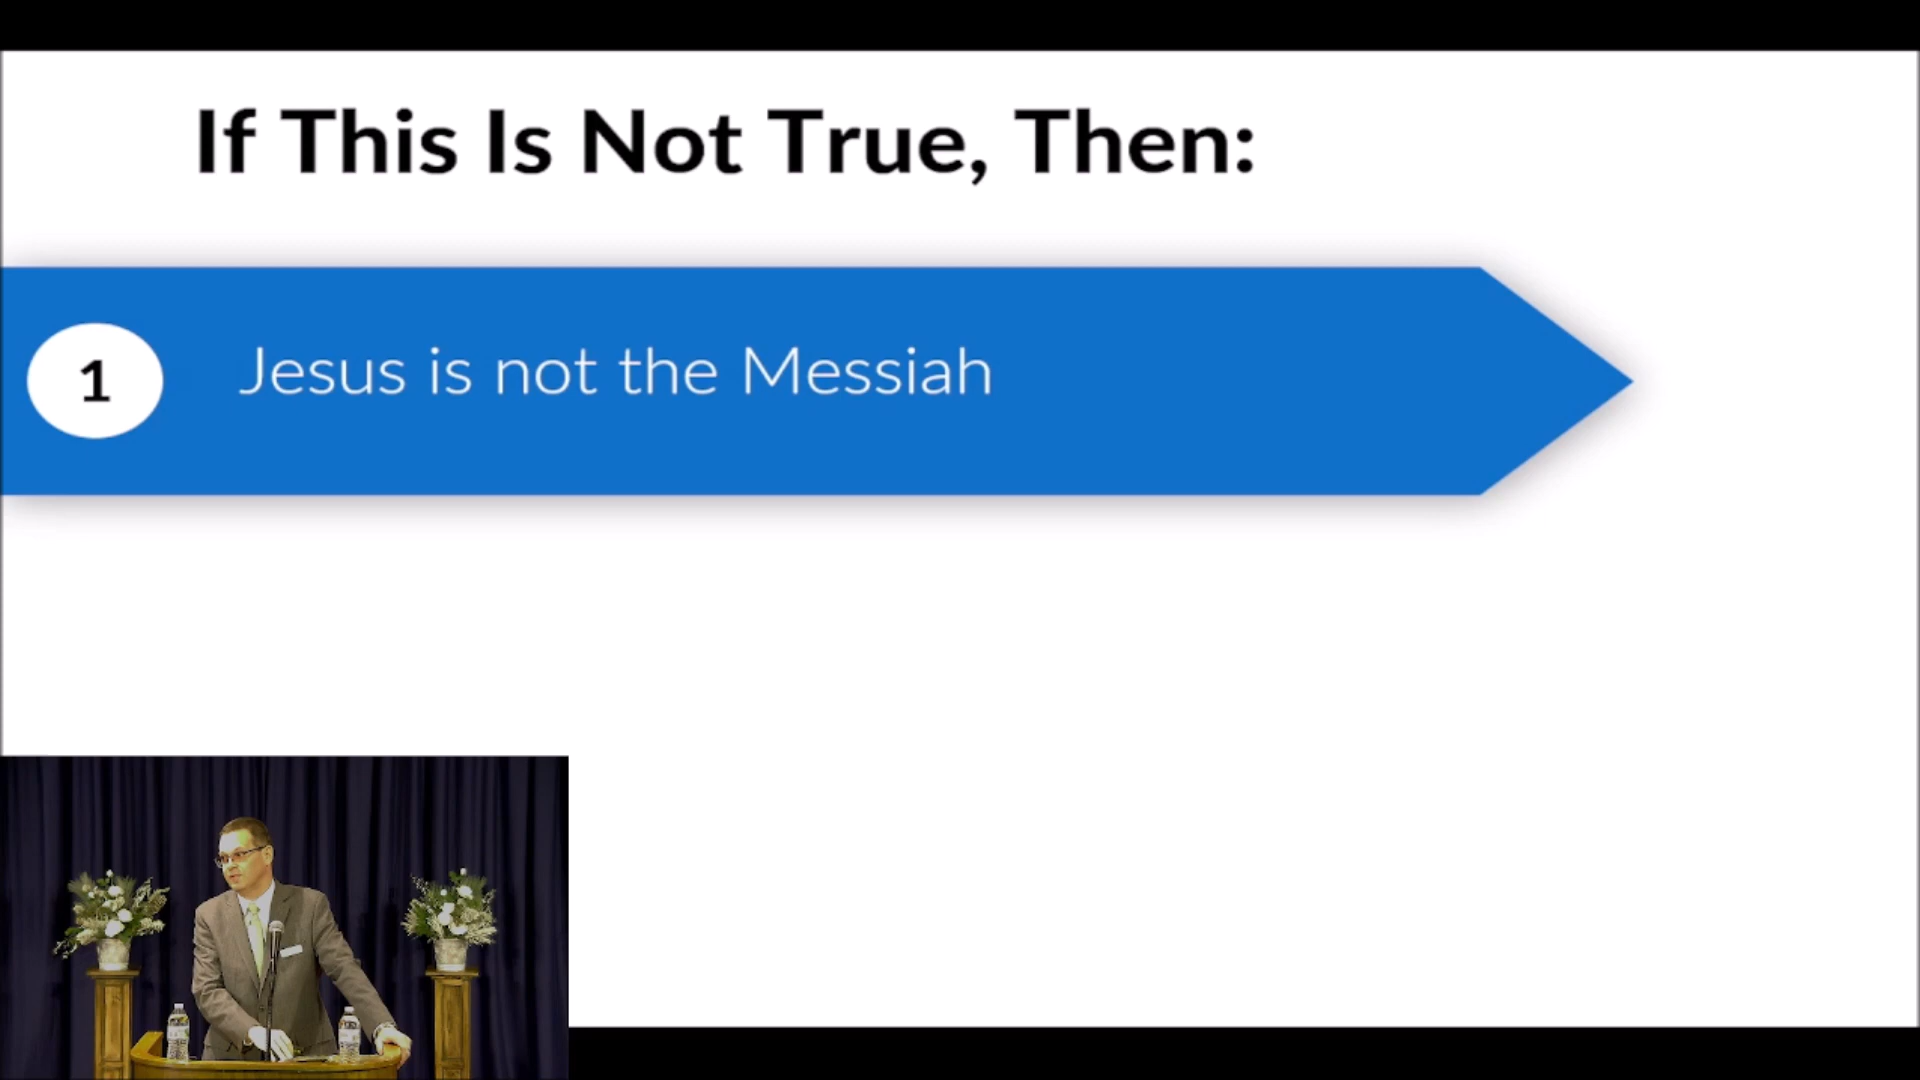 If This Is Not True, Then:
1
Jesus is not the Messiah